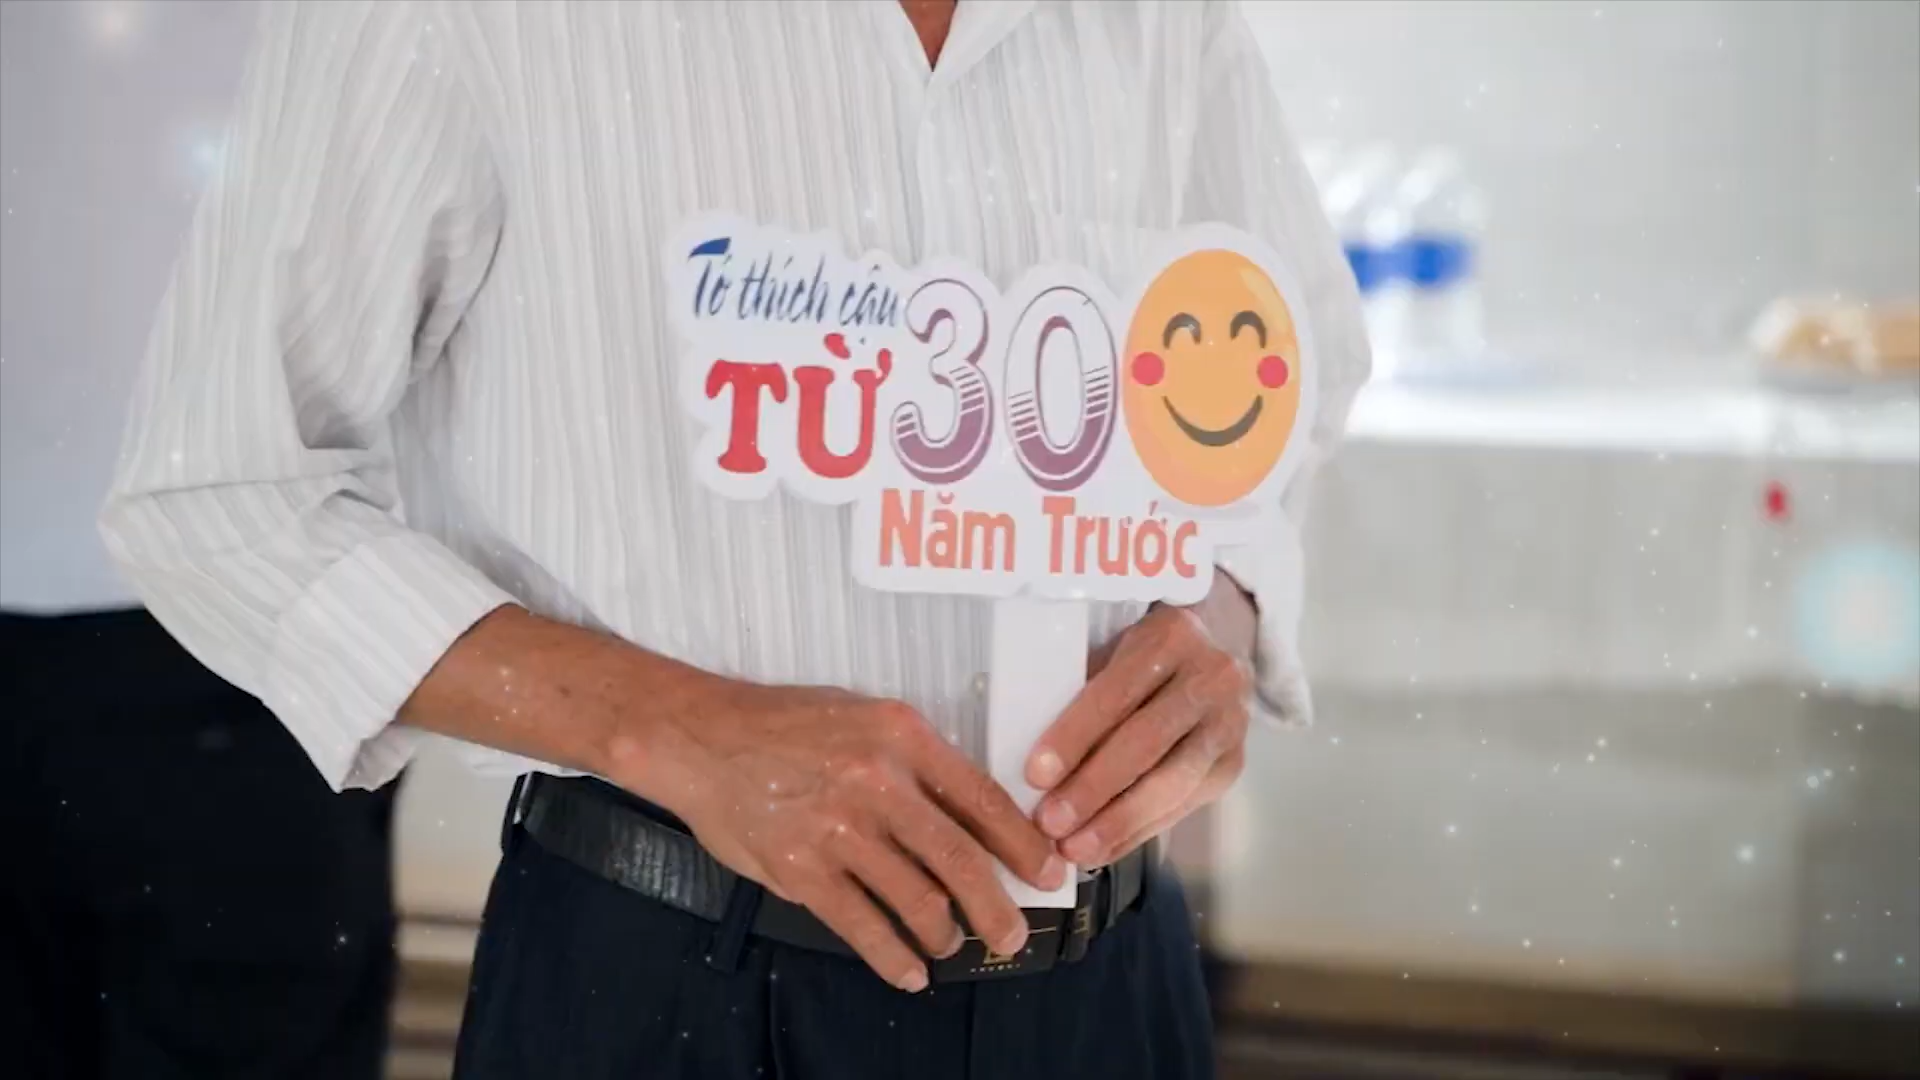 Tớ thích cậu
TỪ 30
Năm Trước